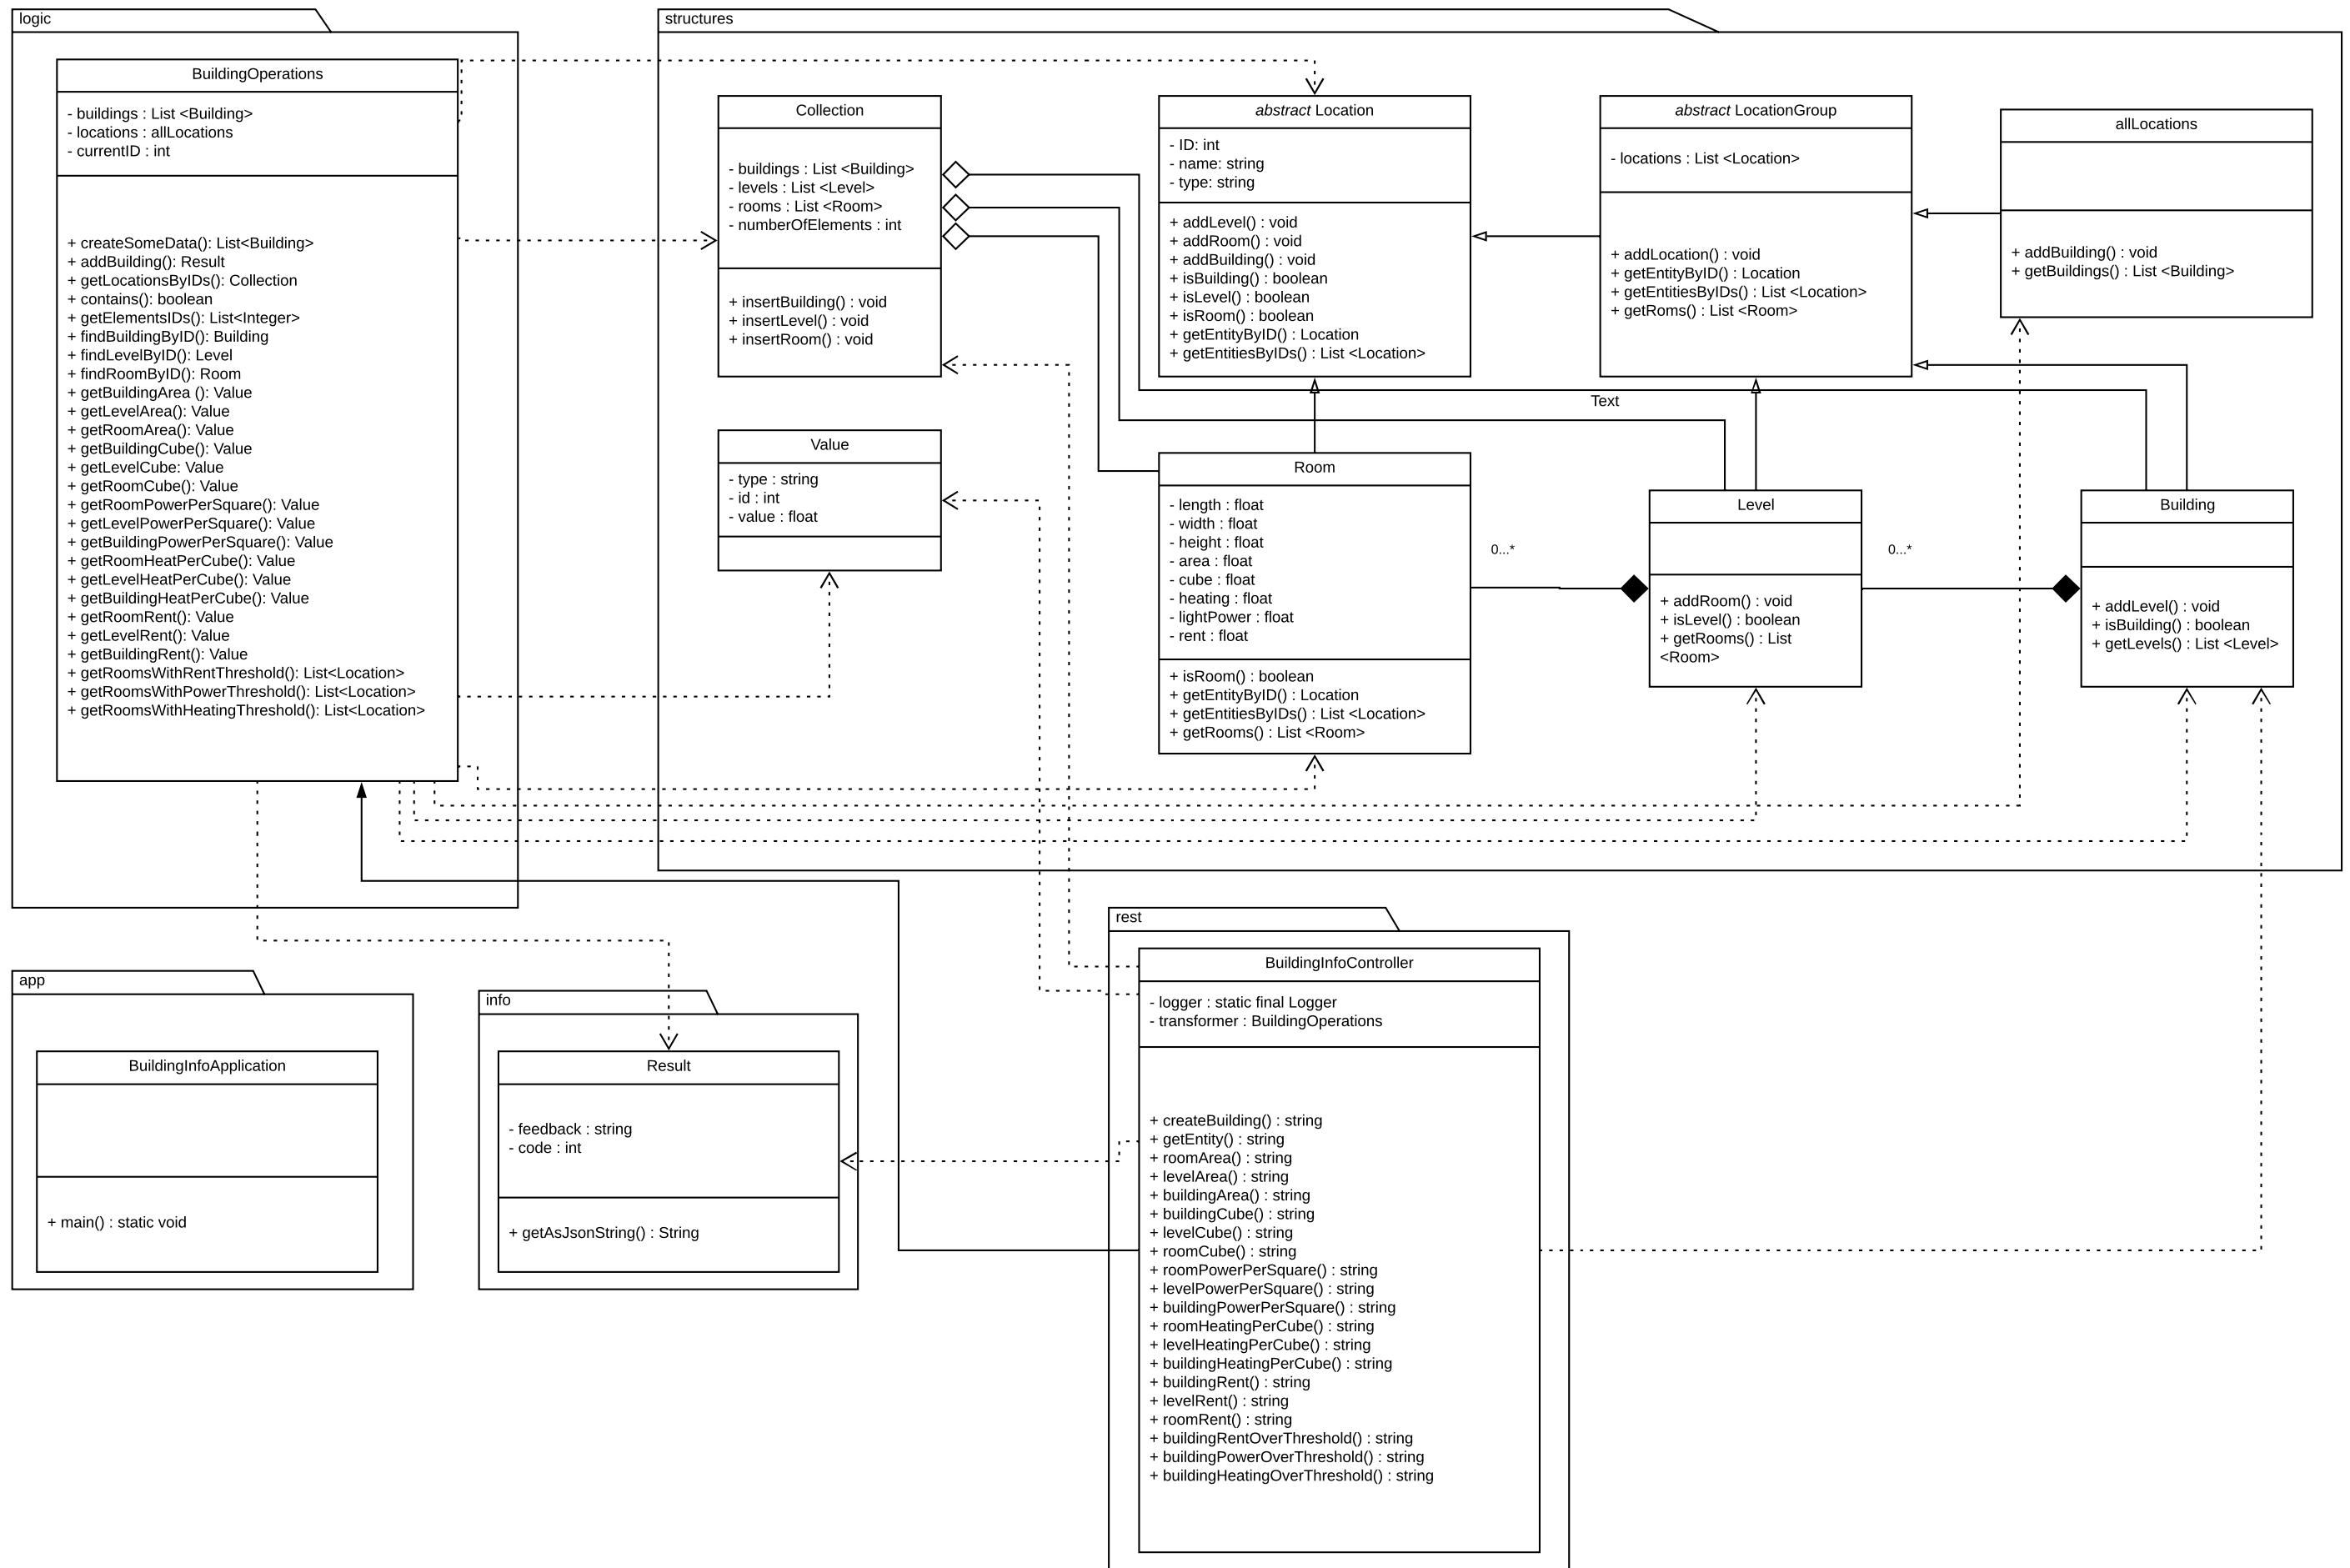 logic
BuildingOperations
- buildings : List <Building>
- locations : allLocations
- currentID : int
+ createSomeData(): List<Building>
+ addBuilding(): Result
+ getLocationsByIDs(): Collection
+ contains(): boolean
+ getElementsIDs(): List<Integer>
+ findBuildingByID(): Building
+ findLevelByID(): Level
+ findRoomByID(): Room
+ getBuildingArea (): Value
+ getLevelArea(): Value
+ getRoomArea(): Value
+ getBuildingCube(): Value
+ getLevelCube: Value
+ getRoomCube(): Value
+ getRoomPowerPerSquare(): Value
+ getLevelPowerPerSquare(): Value
+ getBuildingPowerPerSquare(): Value
+ getRoomHeatPerCube(): Value
+ getLevelHeatPerCube(): Value
+ getBuildingHeatPerCube(): Value
+ getRoomRent(): Value
+ getLevelRent(): Value
+ getBuildingRent(): Value
+ getRoomsWithRentThreshold(): List<Location>
+ getRoomsWithPowerThreshold(): List<Location>
+ getRoomsWithHeatingThreshold(): List<Location>
structures
Collection
- buildings : List <Building>
- levels : List <Level>
- rooms : List <Room>
- numberOfElements : int
+ insertBuilding() : void
+ insertLevel() : void
+ insertRoom() : void
abstract Location
- ID: int
- name: string
- type: string
+ addLevel() : void
+ addRoom() : void
+ addBuilding() : void
+ isBuilding() : boolean
+ isLevel() : boolean
+ isRoom() : boolean
+ getEntityByID() : Location
+ getEntitiesByIDs() : List <Location>
abstract LocationGroup
- locations : List <Location>
+ addLocation() : void
+ getEntityByID() : Location
+ getEntitiesByIDs() : List <Location>
+ getRoms() : List <Room>
allLocations
+ addBuilding() : void
+ getBuildings() : List <Building>
Text
Value
- type : string
- id : int
- value : float
Room
- length : float
- width : float
- height : float
- area : float
- cube : float
- heating : float
- lightPower : float
- rent : float
+ isRoom() : boolean
+ getEntityByID() : Location
+ getEntitiesByIDs() : List <Location>
+ getRooms() : List <Room>
0...*
Level
+ addRoom() : void
+ isLevel() : boolean
+ getRooms() : List
<Room>
0...*
Building
+ addLevel() : void
+ isBuilding() : boolean
+ getLevels() : List <Level>
app
BuildingInfoApplication
+ main() : static void
info
Result
- feedback : string
- code : int
+ getAsJsonString() : String
rest
BuildingInfoController
- logger : static final Logger
- transformer : BuildingOperations
+ createBuilding() : string
+ getEntity() : string
+ roomArea() : string
+ levelArea() : string
+ buildingArea() : string
+ buildingCube() : string
+ levelCube() : string
+ roomCube() : string
+ roomPowerPerSquare() : string
+ levelPowerPerSquare() : string
+ buildingPowerPerSquare() : string
+ roomHeatingPerCube() : string
+ levelHeatingPerCube() : string
+ buildingHeatingPerCube() : string
+ buildingRent() : string
+ levelRent() : string
+ roomRent() : string
+ buildingRentOverThreshold() : string
+ buildingPowerOverThreshold() : string
+ buildingHeatingOverThreshold() : string